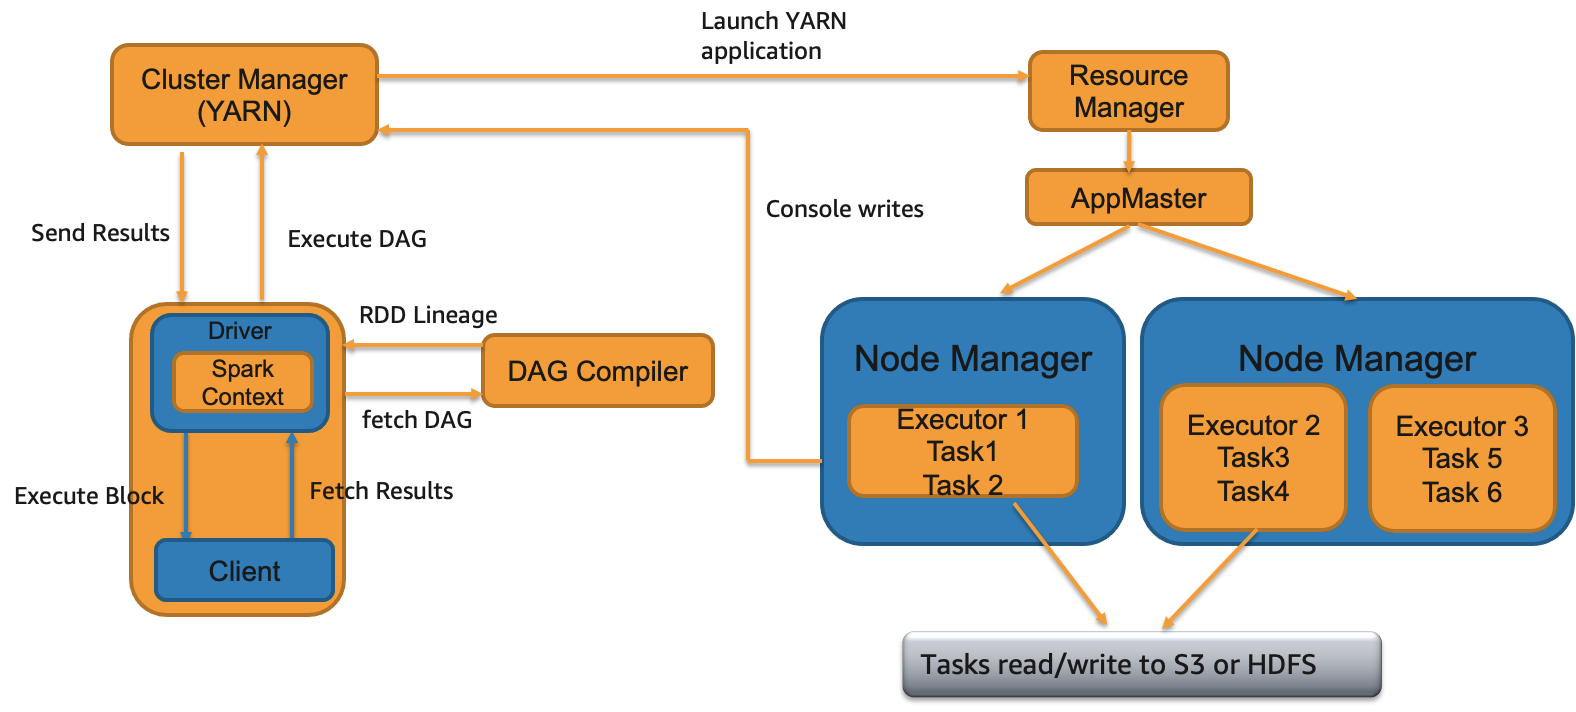 Launch YARN
application
Cluster Manager
(YARN)
Resource
Manager
AppMaster
Console writes
Send Results
Execute DAG
RDD Lineage
Driver
Spark
Context
DAG Compiler
fetch DAG
Execute Block
Fetch Results
Client
Node Manager
Executor 1
Task1
Task 2
Node Manager
Executor 2
Task3
Task4
Executor 3
Task 5
Task 6
Tasks read/write to S3 or HDFS